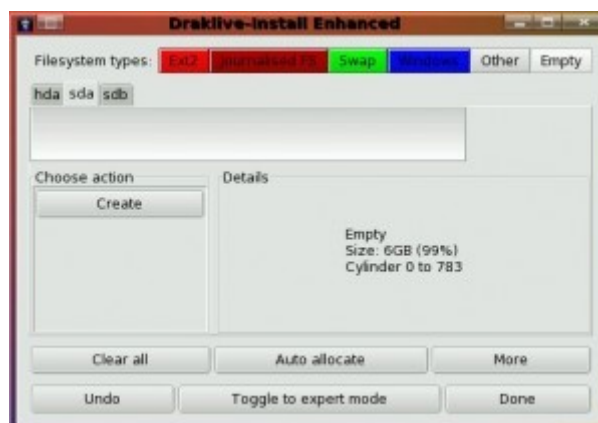 Draklive-Install Enhanced
Filesystem types: Ext2 Journalised FS Swap Windows Other Empty
hda sda sdb
Choose action
Create
Details
Empty
Size: 6GB (99%)
Cylinder 0 to 783
Clear all Auto allocate More
Undo Toggle to expert mode Done